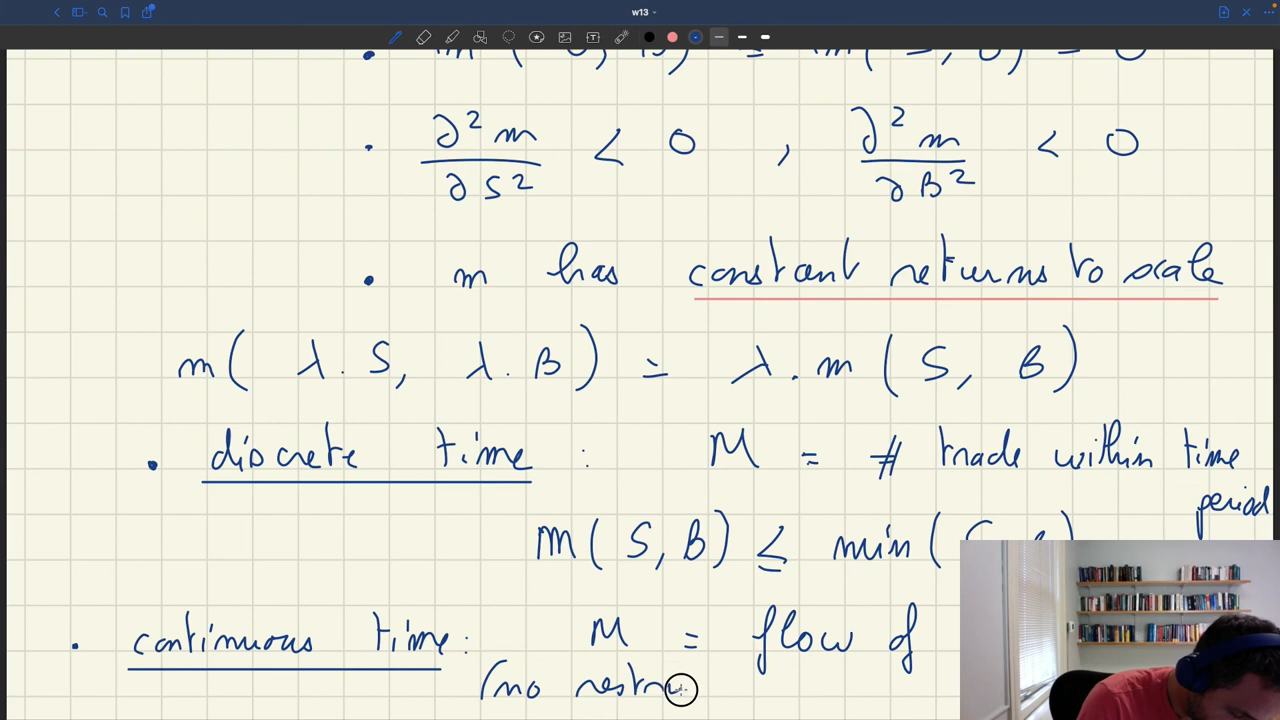 w13
∂²m/∂S² < 0 , ∂²m/∂B² < 0
• m has constant returns to scale
m( λ.S, λ.B) = λ.m(S, B)
• discrete time : M = # trade within time
period
m(S,B) ≤ min(
• continuous time: M = flow of
(no restri